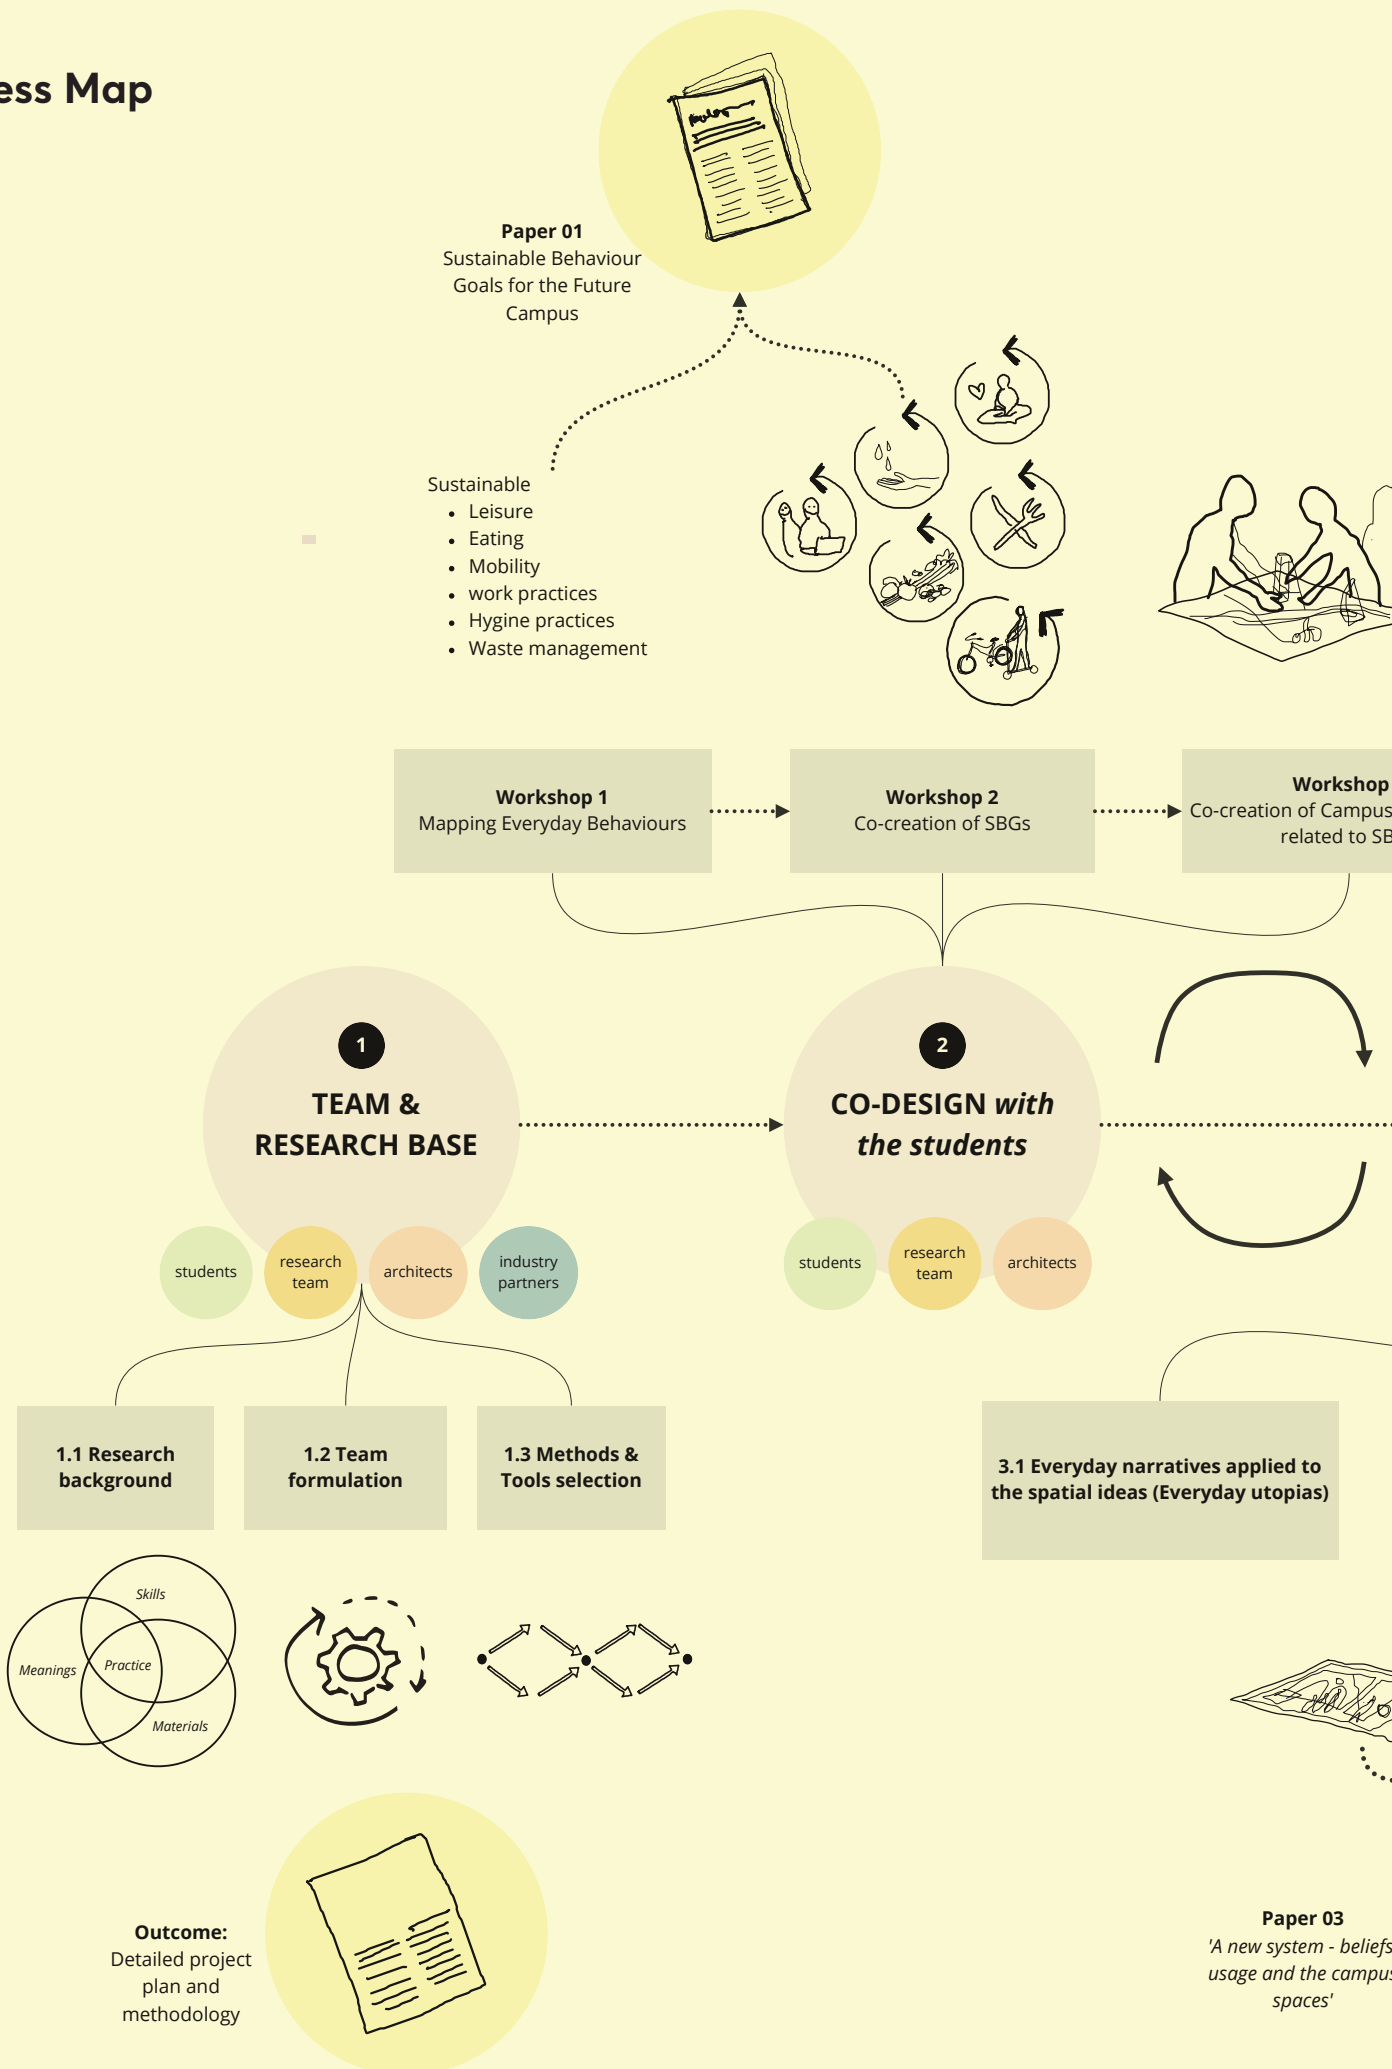 ess Map
Paper 01
Sustainable Behaviour
Goals for the Future
Campus
Sustainable
• Leisure
• Eating
• Mobility
• work practices
• Hygine practices
• Waste management
Workshop 1
Mapping Everyday Behaviours
Workshop 2
Co-creation of SBGs
Workshop
Co-creation of Campus
related to SB
1
TEAM &
RESEARCH BASE
students
research
team
architects
industry
partners
2
CO-DESIGN with
the students
students
research
team
architects
1.1 Research
background
1.2 Team
formulation
1.3 Methods &
Tools selection
3.1 Everyday narratives applied to
the spatial ideas (Everyday utopias)
Skills
Meanings
Practice
Materials
Outcome:
Detailed project
plan and
methodology
Paper 03
'A new system - beliefs
usage and the campus
spaces'